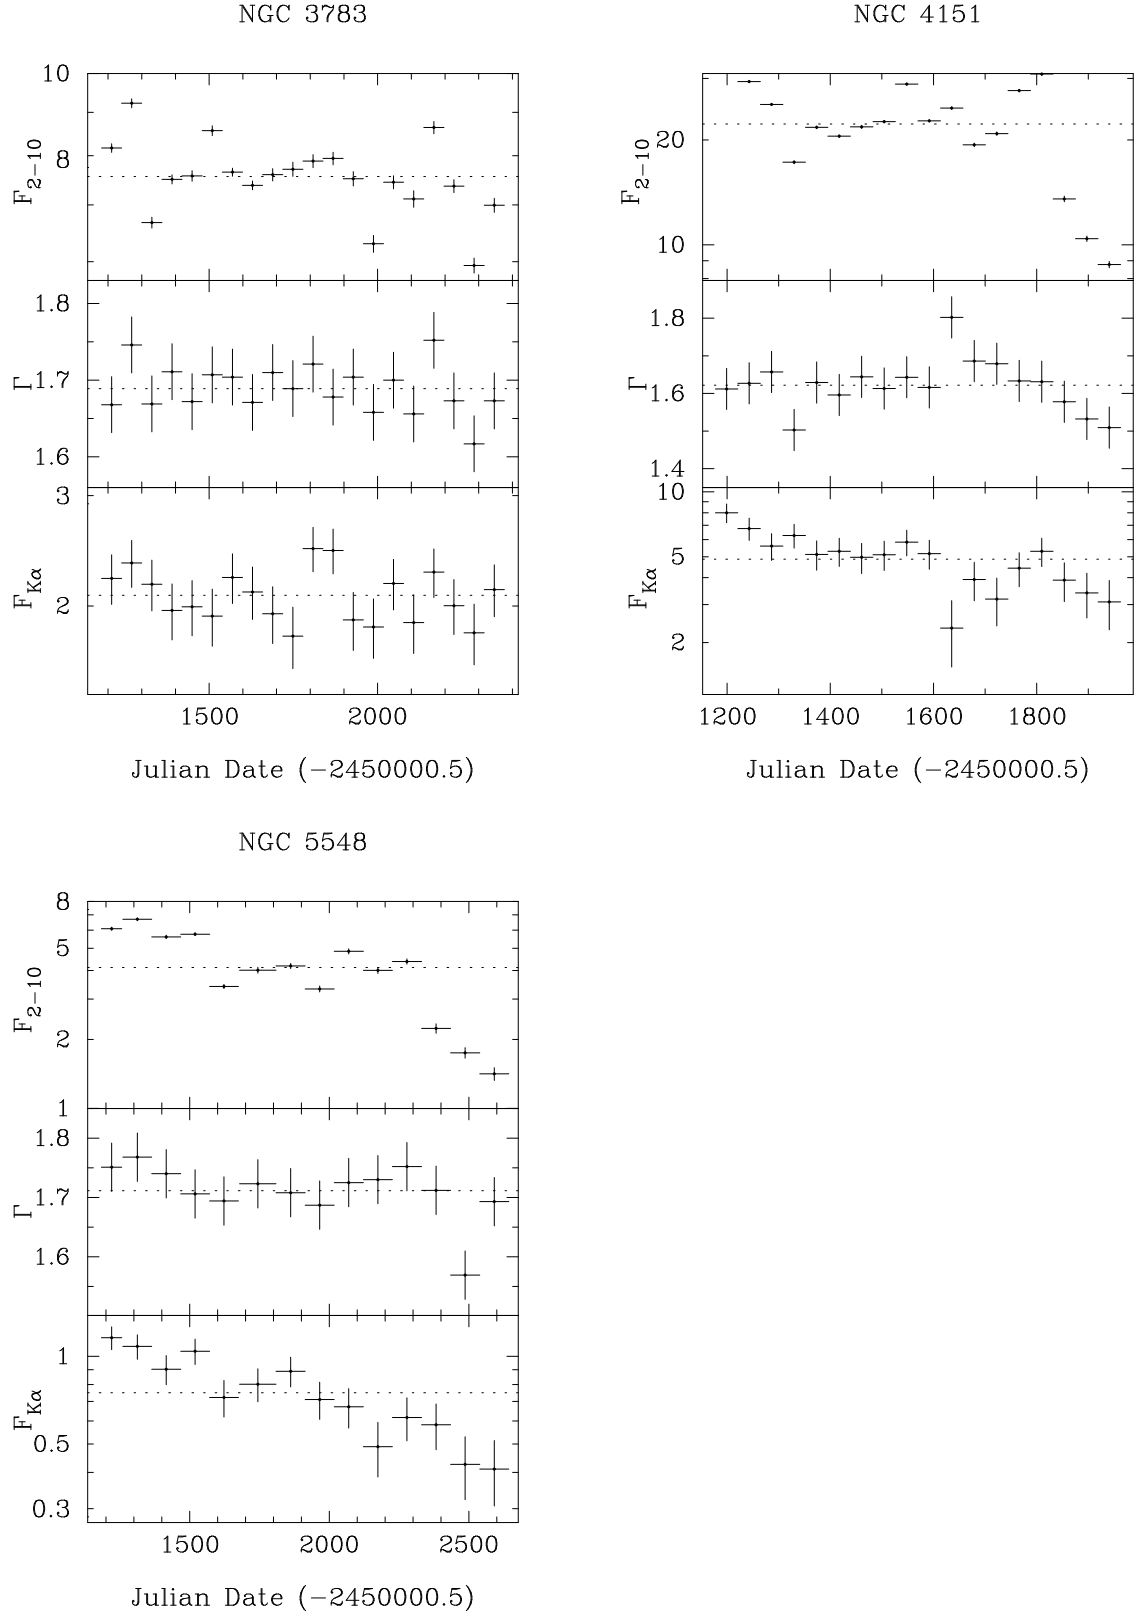 NGC 3783
10
8
F2−10
1.8
1.7
1.6
Γ
3
2
FKα
1500 2000
Julian Date (−2450000.5)
NGC 4151
20
10
F2−10
1.8
1.6
1.4
Γ
10
5
2
FKα
1200 1400 1600 1800
Julian Date (−2450000.5)
NGC 5548
8
5
2
1
F2−10
1.8
1.7
1.6
Γ
1
0.5
0.3
FKα
1500 2000 2500
Julian Date (−2450000.5)